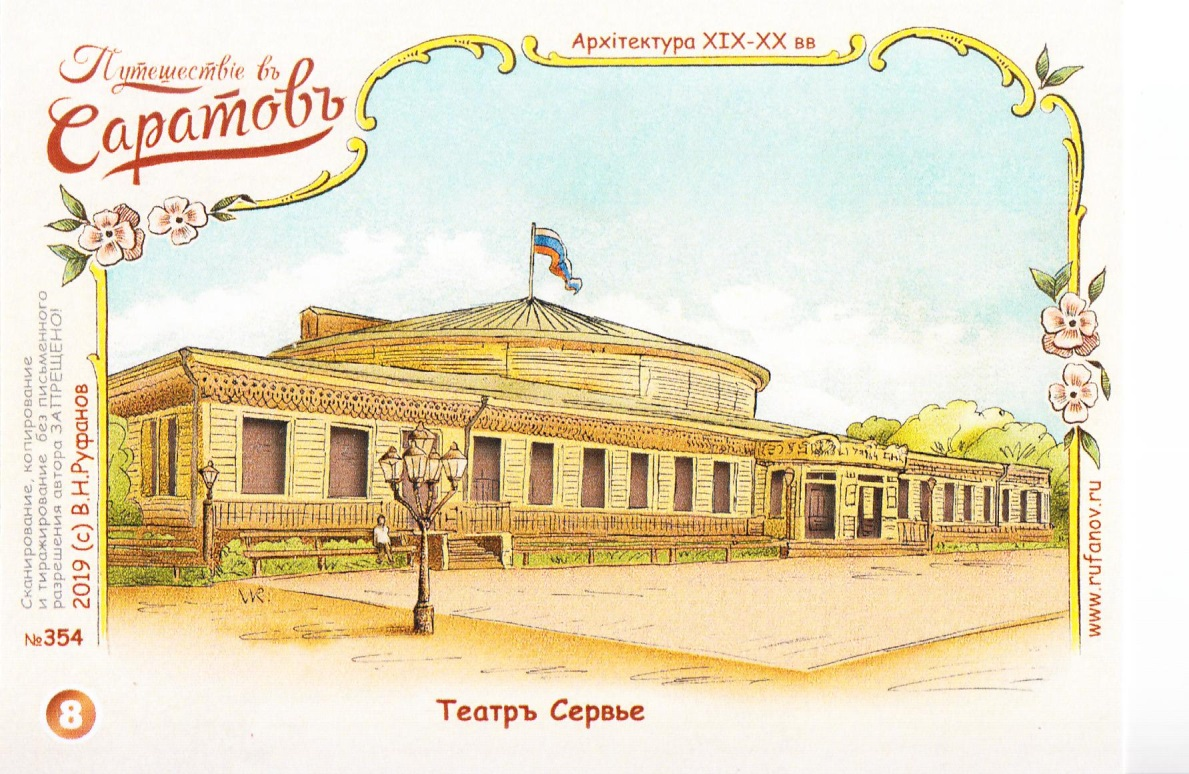 Путешествіе въ
Саратовъ
Архітектура XIX-XX вв
Сканирование, копирование
и тиражирование без письменного
разрешения автора ЗАПРЕЩЕНО!
2019 (c) В.Н.Руфанов
№354
8
Театръ Сервье
www.rufanov.ru